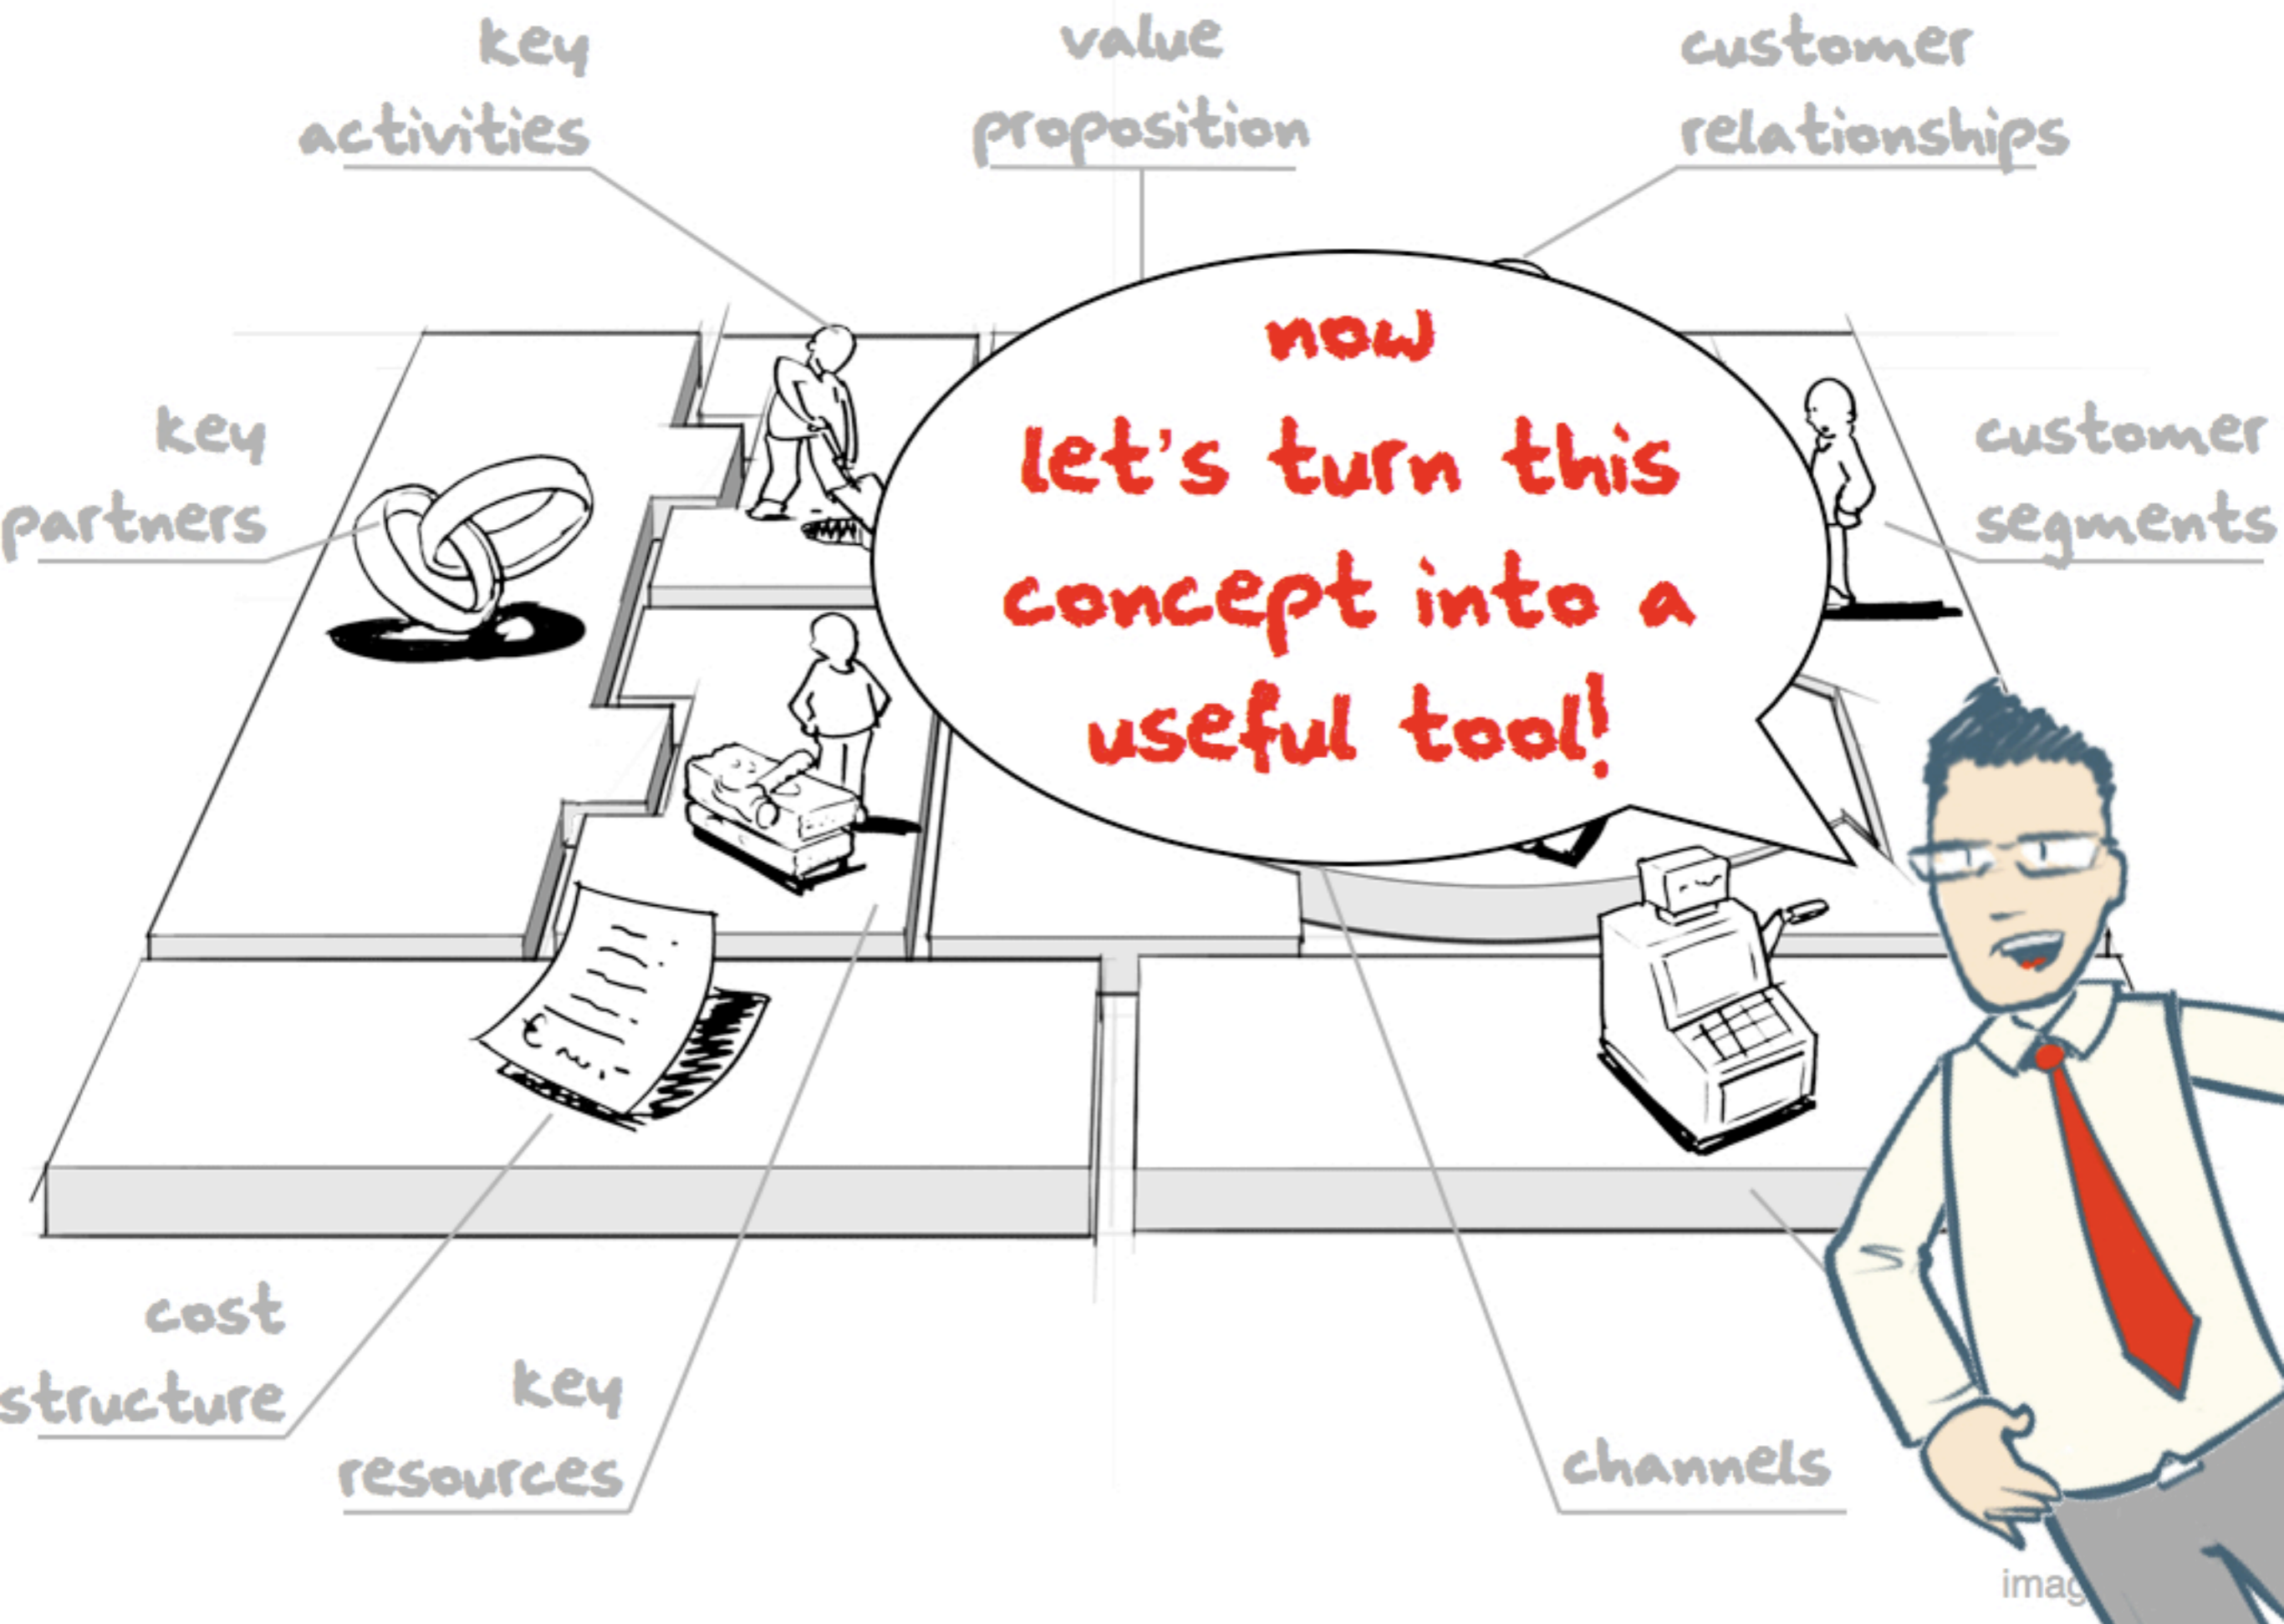 key
activities
value
proposition
customer
relationships
key
partners
now
let's turn this
concept into a
useful tool!
customer
segments
€
cost
structure
key
resources
channels
imag